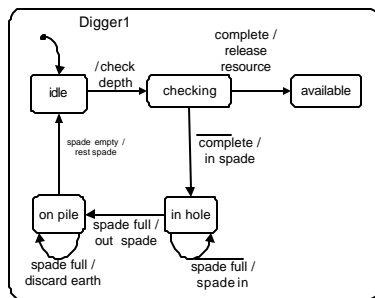 Digger1
complete /
release
resource
/check
depth
idle
checking
available
complete /
in spade
spade empty /
rest spade
on pile
spade full /
out spade
in hole
spade full /
discard earth
spade full /
spade in